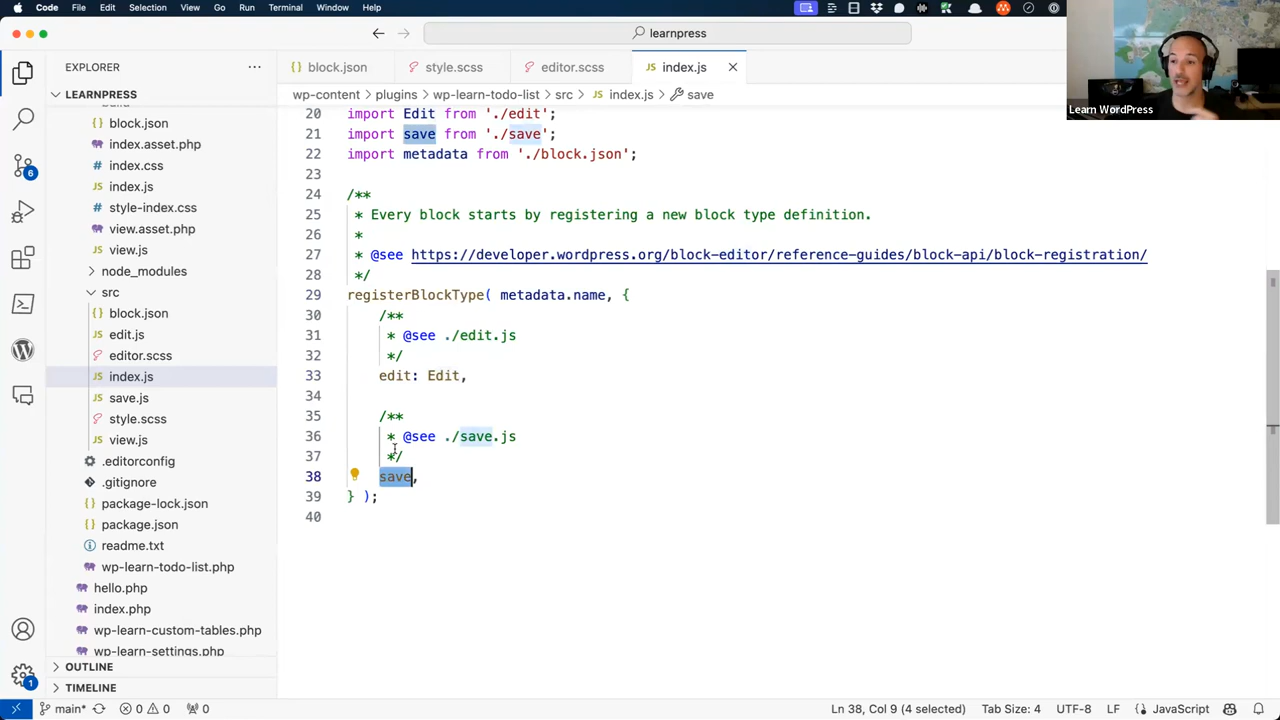 Code File Edit Selection View Go Run Terminal Window Help
learnpress
EXPLORER
block.json
style.scss
editor.scss
index.js
LEARNPRESS
wp-content > plugins > wp-learn-todo-list > src > index.js > save
build
block.json
index.asset.php
index.css
index.js
style-index.css
view.asset.php
view.js
node_modules
src
block.json
edit.js
editor.scss
index.js
save.js
style.scss
view.js
.editorconfig
.gitignore
package-lock.json
package.json
readme.txt
wp-learn-todo-list.php
hello.php
index.php
wp-learn-custom-tables.php
wp-learn-settings.php
OUTLINE
TIMELINE
6
1
20 import Edit from './edit';
21 import save from './save';
22 import metadata from './block.json';
23
24 /**
25 * Every block starts by registering a new block type definition.
26 *
27 * @see https://developer.wordpress.org/block-editor/reference-guides/block-api/block-registration/
28 */
29 registerBlockType( metadata.name, {
30 /**
31 * @see ./edit.js
32 */
33 edit: Edit,
34
35 /**
36 * @see ./save.js
37 */
38 save,
39 } );
40
Learn WordPress
main* 0 0 0 Ln 38, Col 9 (4 selected) Tab Size: 4 UTF-8 LF {} JavaScript